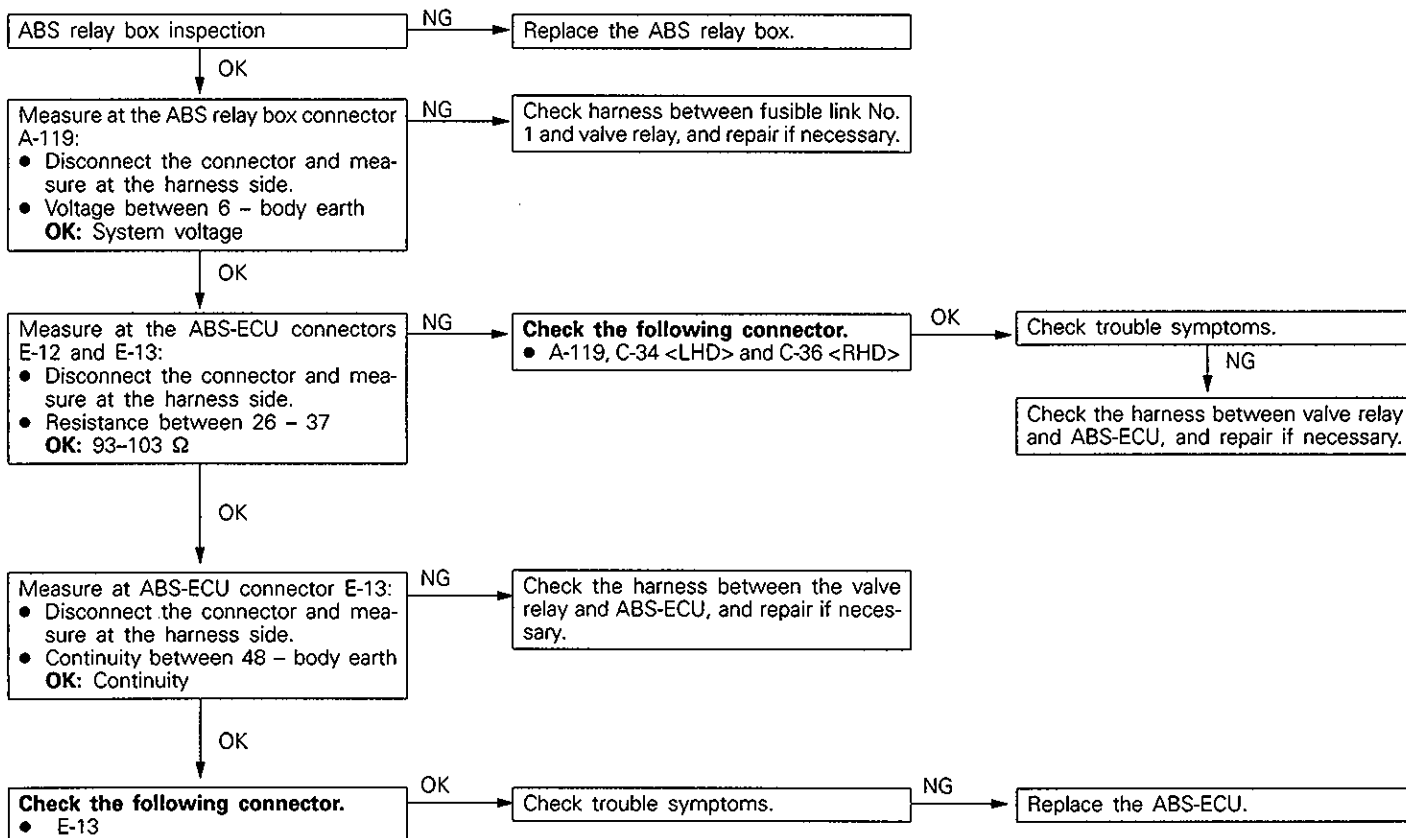 ABS relay box inspection
NG
Replace the ABS relay box.
OK
Measure at the ABS relay box connector
A-119:
● Disconnect the connector and mea-
sure at the harness side.
● Voltage between 6 – body earth
OK: System voltage
NG
Check harness between fusible link No.
1 and valve relay, and repair if necessary.
OK
Measure at the ABS-ECU connectors
E-12 and E-13:
● Disconnect the connector and mea-
sure at the harness side.
● Resistance between 26 – 37
OK: 93–103 Ω
NG
Check the following connector.
● A-119, C-34 <LHD> and C-36 <RHD>
OK
Check trouble symptoms.
NG
Check the harness between valve relay
and ABS-ECU, and repair if necessary.
OK
Measure at ABS-ECU connector E-13:
● Disconnect the connector and mea-
sure at the harness side.
● Continuity between 48 – body earth
OK: Continuity
NG
Check the harness between the valve
relay and ABS-ECU, and repair if neces-
sary.
OK
Check the following connector.
● E-13
OK
Check trouble symptoms.
NG
Replace the ABS-ECU.